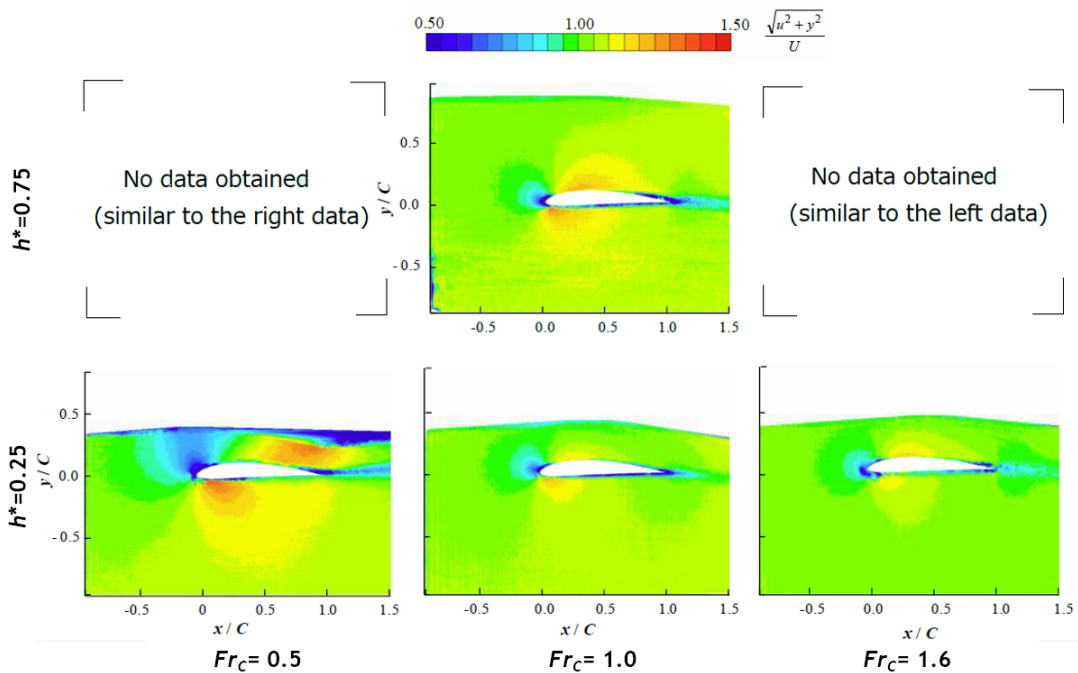 0.50 1.00 1.50 √u² + y² / U
h*=0.75
No data obtained
(similar to the right data)
y / C
0.5
0.0
-0.5
-0.5 0.0 0.5 1.0 1.5
No data obtained
(similar to the left data)
h*=0.25
y / C
0.5
0.0
-0.5
-0.5 0 0.5 1.0 1.5
x / C
Frc= 0.5
-0.5 0.0 0.5 1.0 1.5
x / C
Frc= 1.0
-0.5 0.0 0.5 1.0 1.5
x / C
Frc= 1.6